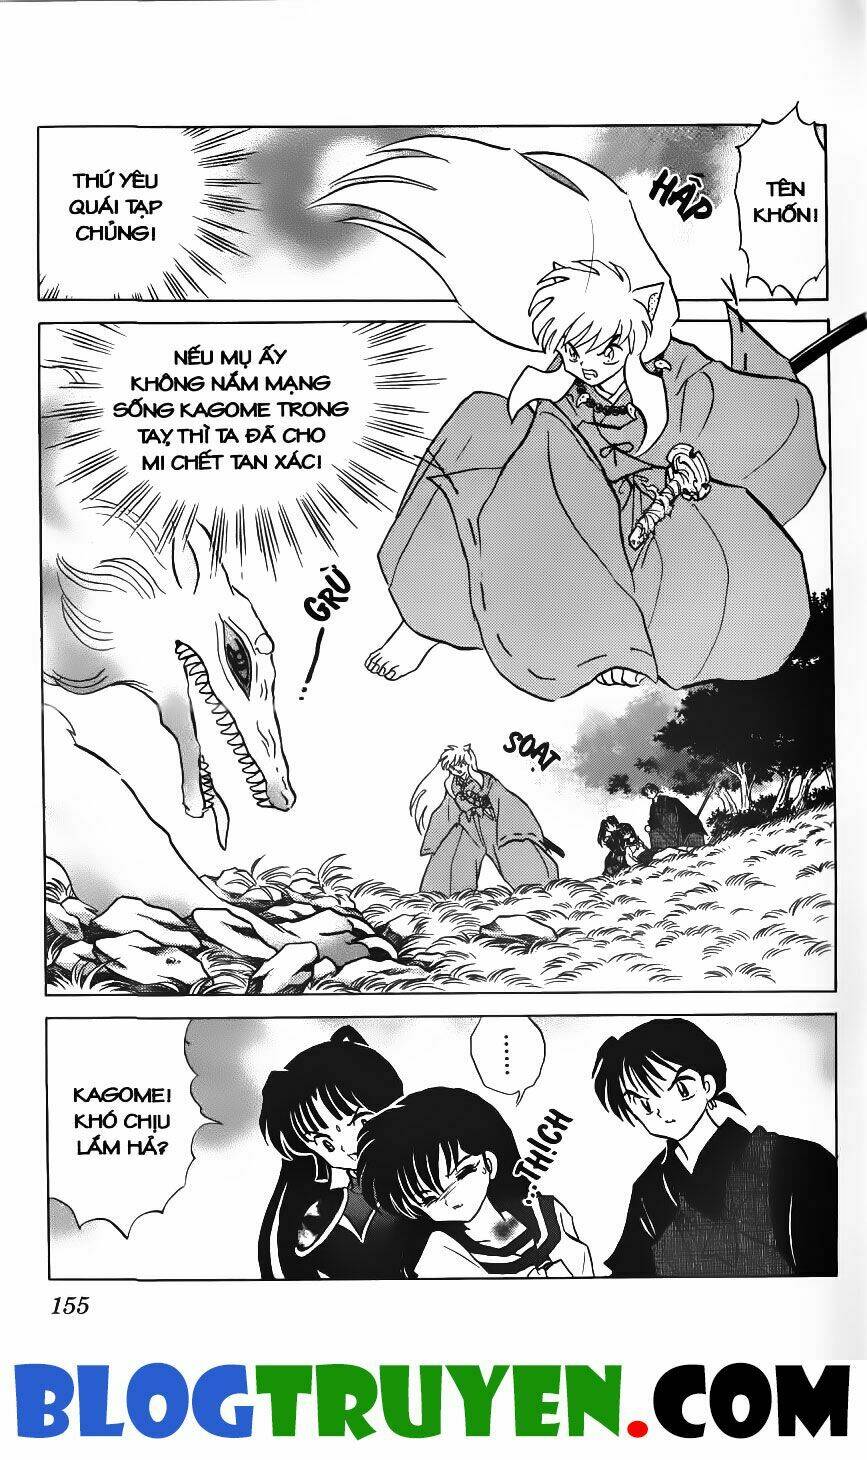 TÊN
KHỐN!
HẬP
THỨ YÊU
QUÁI TẠP
CHỦNG!
NẾU MỤ ẤY
KHÔNG NẮM MẠNG
SỐNG KAGOME TRONG
TAY, THÌ TA ĐÃ CHO
MI CHẾT TAN XÁC!
GRỪ
SOẠT
KAGOME!
KHÓ CHỊU
LẮM HẢ?
......
...THỊCH
155
BLOGTRUYEN.COM